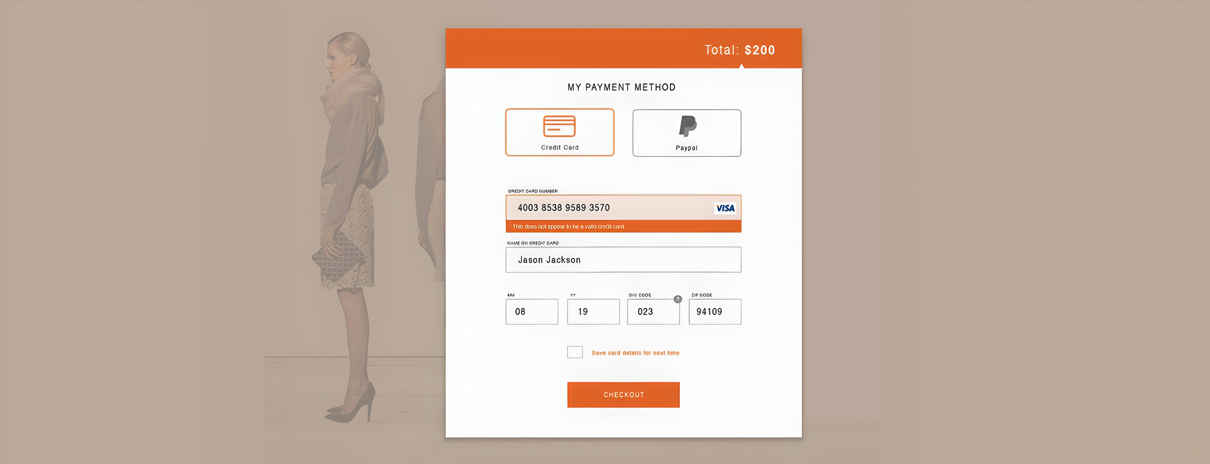 Total: $200
MY PAYMENT METHOD
Credit Card
Paypal
CREDIT CARD NUMBER
4003 8538 9589 3570
VISA
This does not appear to be a valid credit card
NAME ON CREDIT CARD
Jason Jackson
MM YY CVV CODE ZIP CODE
?
08 19 023 94109
Save card details for next time
CHECKOUT